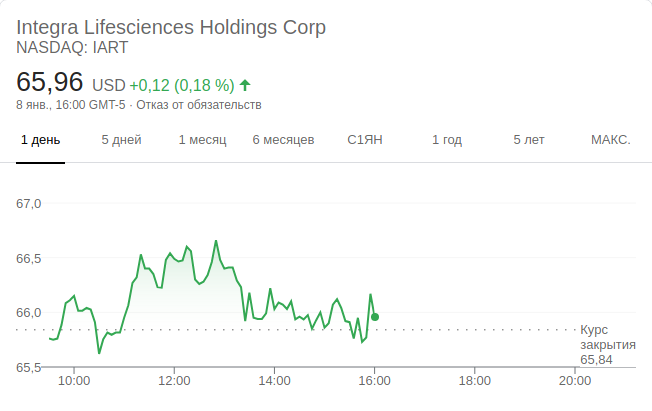 Integra Lifesciences Holdings Corp
NASDAQ: IART
65,96 USD +0,12 (0,18 %) ↑
8 янв., 16:00 GMT-5 · Отказ от обязательств
1 день 5 дней 1 месяц 6 месяцев С1ЯН 1 год 5 лет МАКС.
67,0
66,5
66,0
Курс
закрытия
65,84
65,5
10:00 12:00 14:00 16:00 18:00 20:00